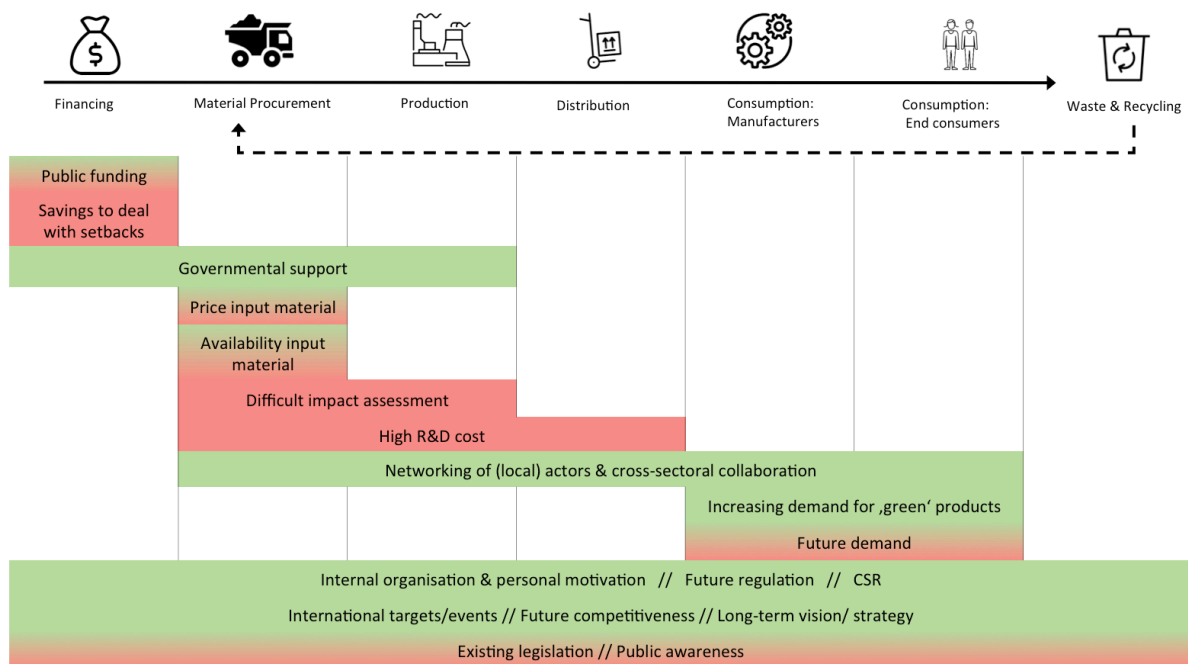 $
Financing
Material Procurement
Production
Distribution
Consumption:
Manufacturers
Consumption:
End consumers
Waste & Recycling
Public funding
Savings to deal
with setbacks
Governmental support
Price input material
Availability input
material
Difficult impact assessment
High R&D cost
Networking of (local) actors & cross-sectoral collaboration
Increasing demand for ‚green‘ products
Future demand
Internal organisation & personal motivation // Future regulation // CSR
International targets/events // Future competitiveness // Long-term vision/ strategy
Existing legislation // Public awareness